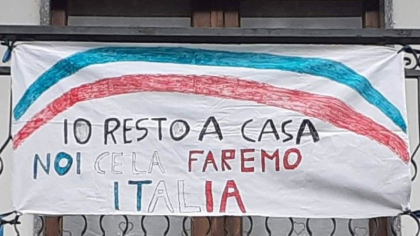 IO RESTO A CASA
NOI CE LA FAREMO
ITALIA